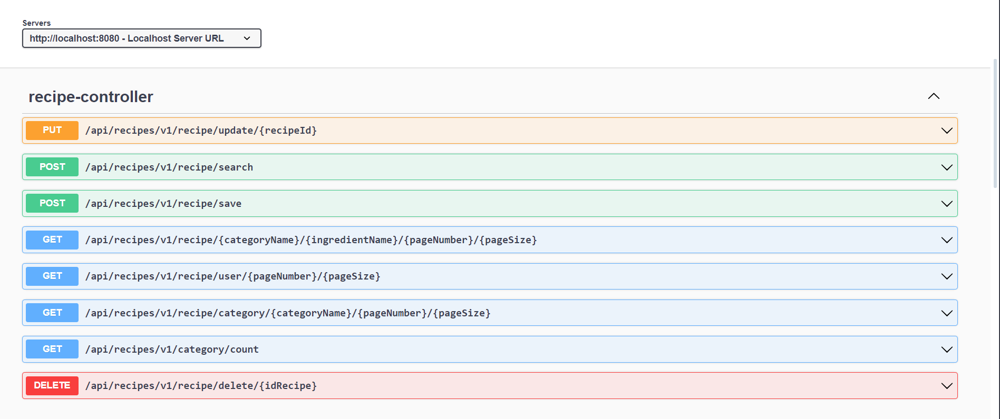 Servers
http://localhost:8080 - Localhost Server URL
recipe-controller
PUT /api/recipes/v1/recipe/update/{recipeId}
POST /api/recipes/v1/recipe/search
POST /api/recipes/v1/recipe/save
GET /api/recipes/v1/recipe/{categoryName}/{ingredientName}/{pageNumber}/{pageSize}
GET /api/recipes/v1/recipe/user/{pageNumber}/{pageSize}
GET /api/recipes/v1/recipe/category/{categoryName}/{pageNumber}/{pageSize}
GET /api/recipes/v1/category/count
DELETE /api/recipes/v1/recipe/delete/{idRecipe}